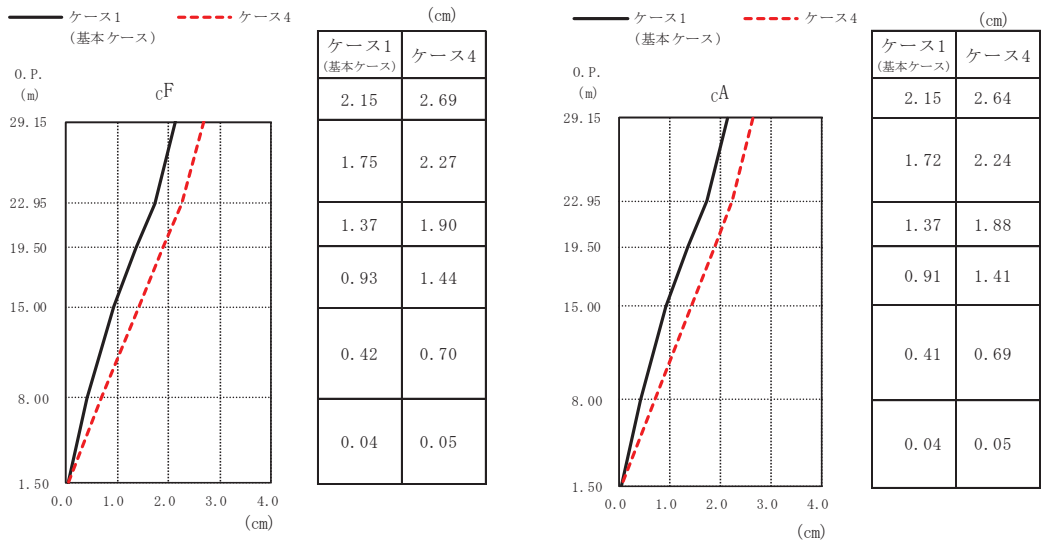 ケース1
(基本ケース)
ケース4
(cm)
O.P.
(m)
cF
29.15
22.95
19.50
15.00
8.00
1.50
0.0 1.0 2.0 3.0 4.0
(cm)
ケース1
(基本ケース)
ケース4
2.15 2.69
1.75 2.27
1.37 1.90
0.93 1.44
0.42 0.70
0.04 0.05
ケース1
(基本ケース)
ケース4
(cm)
O.P.
(m)
cA
29.15
22.95
19.50
15.00
8.00
1.50
0.0 1.0 2.0 3.0 4.0
(cm)
ケース1
(基本ケース)
ケース4
2.15 2.64
1.72 2.24
1.37 1.88
0.91 1.41
0.41 0.69
0.04 0.05